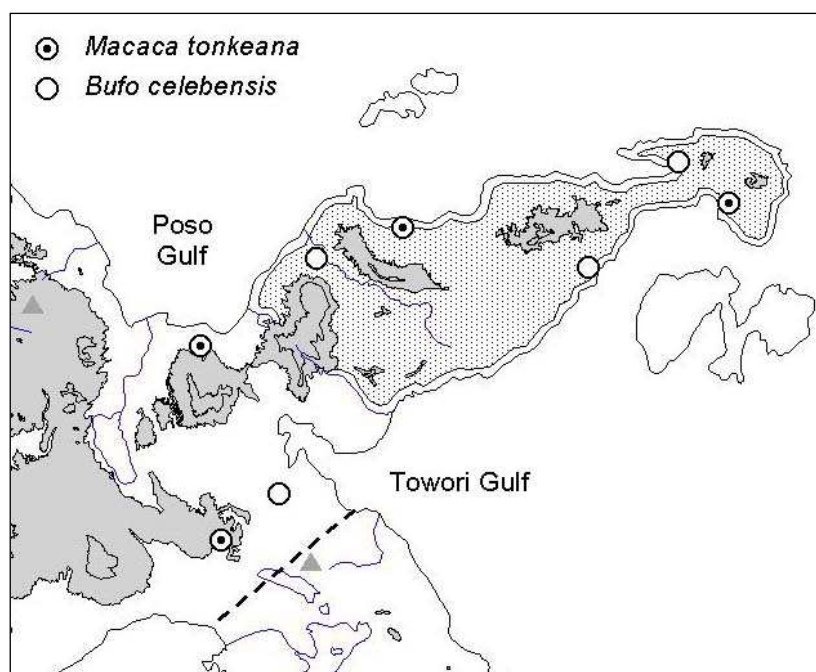 Macaca tonkeana
Bufo celebensis
Poso
Gulf
Towori Gulf